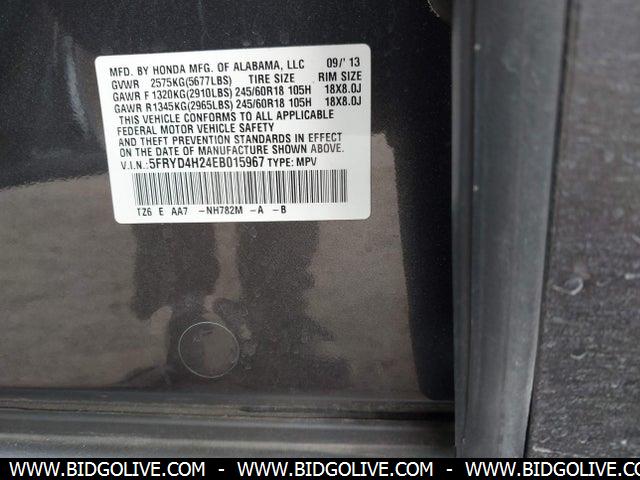 MFD. BY HONDA MFG. OF ALABAMA, LLC 09/' 13
GVWR 2575KG(5677LBS) TIRE SIZE RIM SIZE
GAWR F1320KG(2910LBS) 245/60R18 105H 18X8.0J
GAWR R1345KG(2965LBS) 245/60R18 105H 18X8.0J
THIS VEHICLE CONFORMS TO ALL APPLICABLE
FEDERAL MOTOR VEHICLE SAFETY
AND THEFT PREVENTION STANDARDS IN EFFECT
ON THE DATE OF MANUFACTURE SHOWN ABOVE.
V.I.N.: 5FRYD4H24EB015967 TYPE: MPV
TZ6 E AA7 -NH782M -A -B
WWW.BIDGOLIVE.COM - WWW.BIDGOLIVE.COM - WWW.BIDGOLIVE.COM